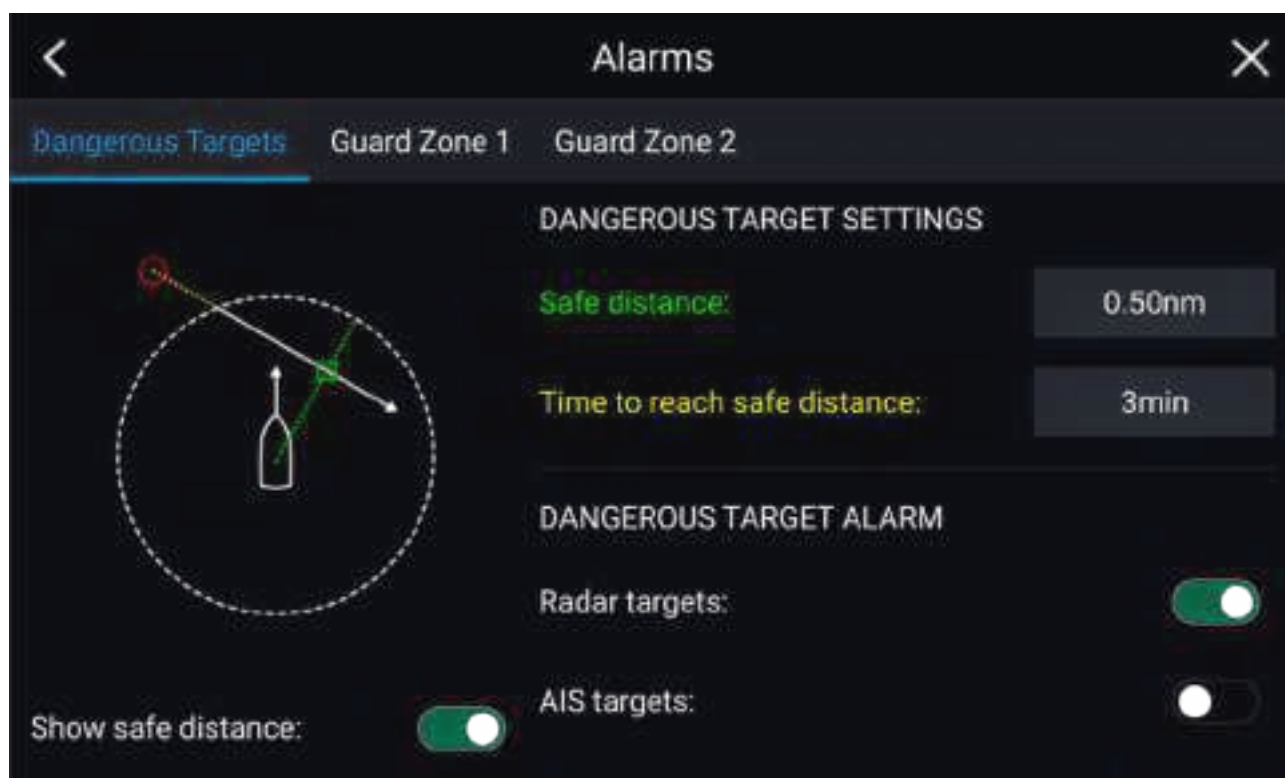 Alarms
Dangerous Targets
Guard Zone 1
Guard Zone 2
DANGEROUS TARGET SETTINGS
Safe distance:
0.50nm
Time to reach safe distance:
3min
DANGEROUS TARGET ALARM
Radar targets:
AIS targets:
Show safe distance: